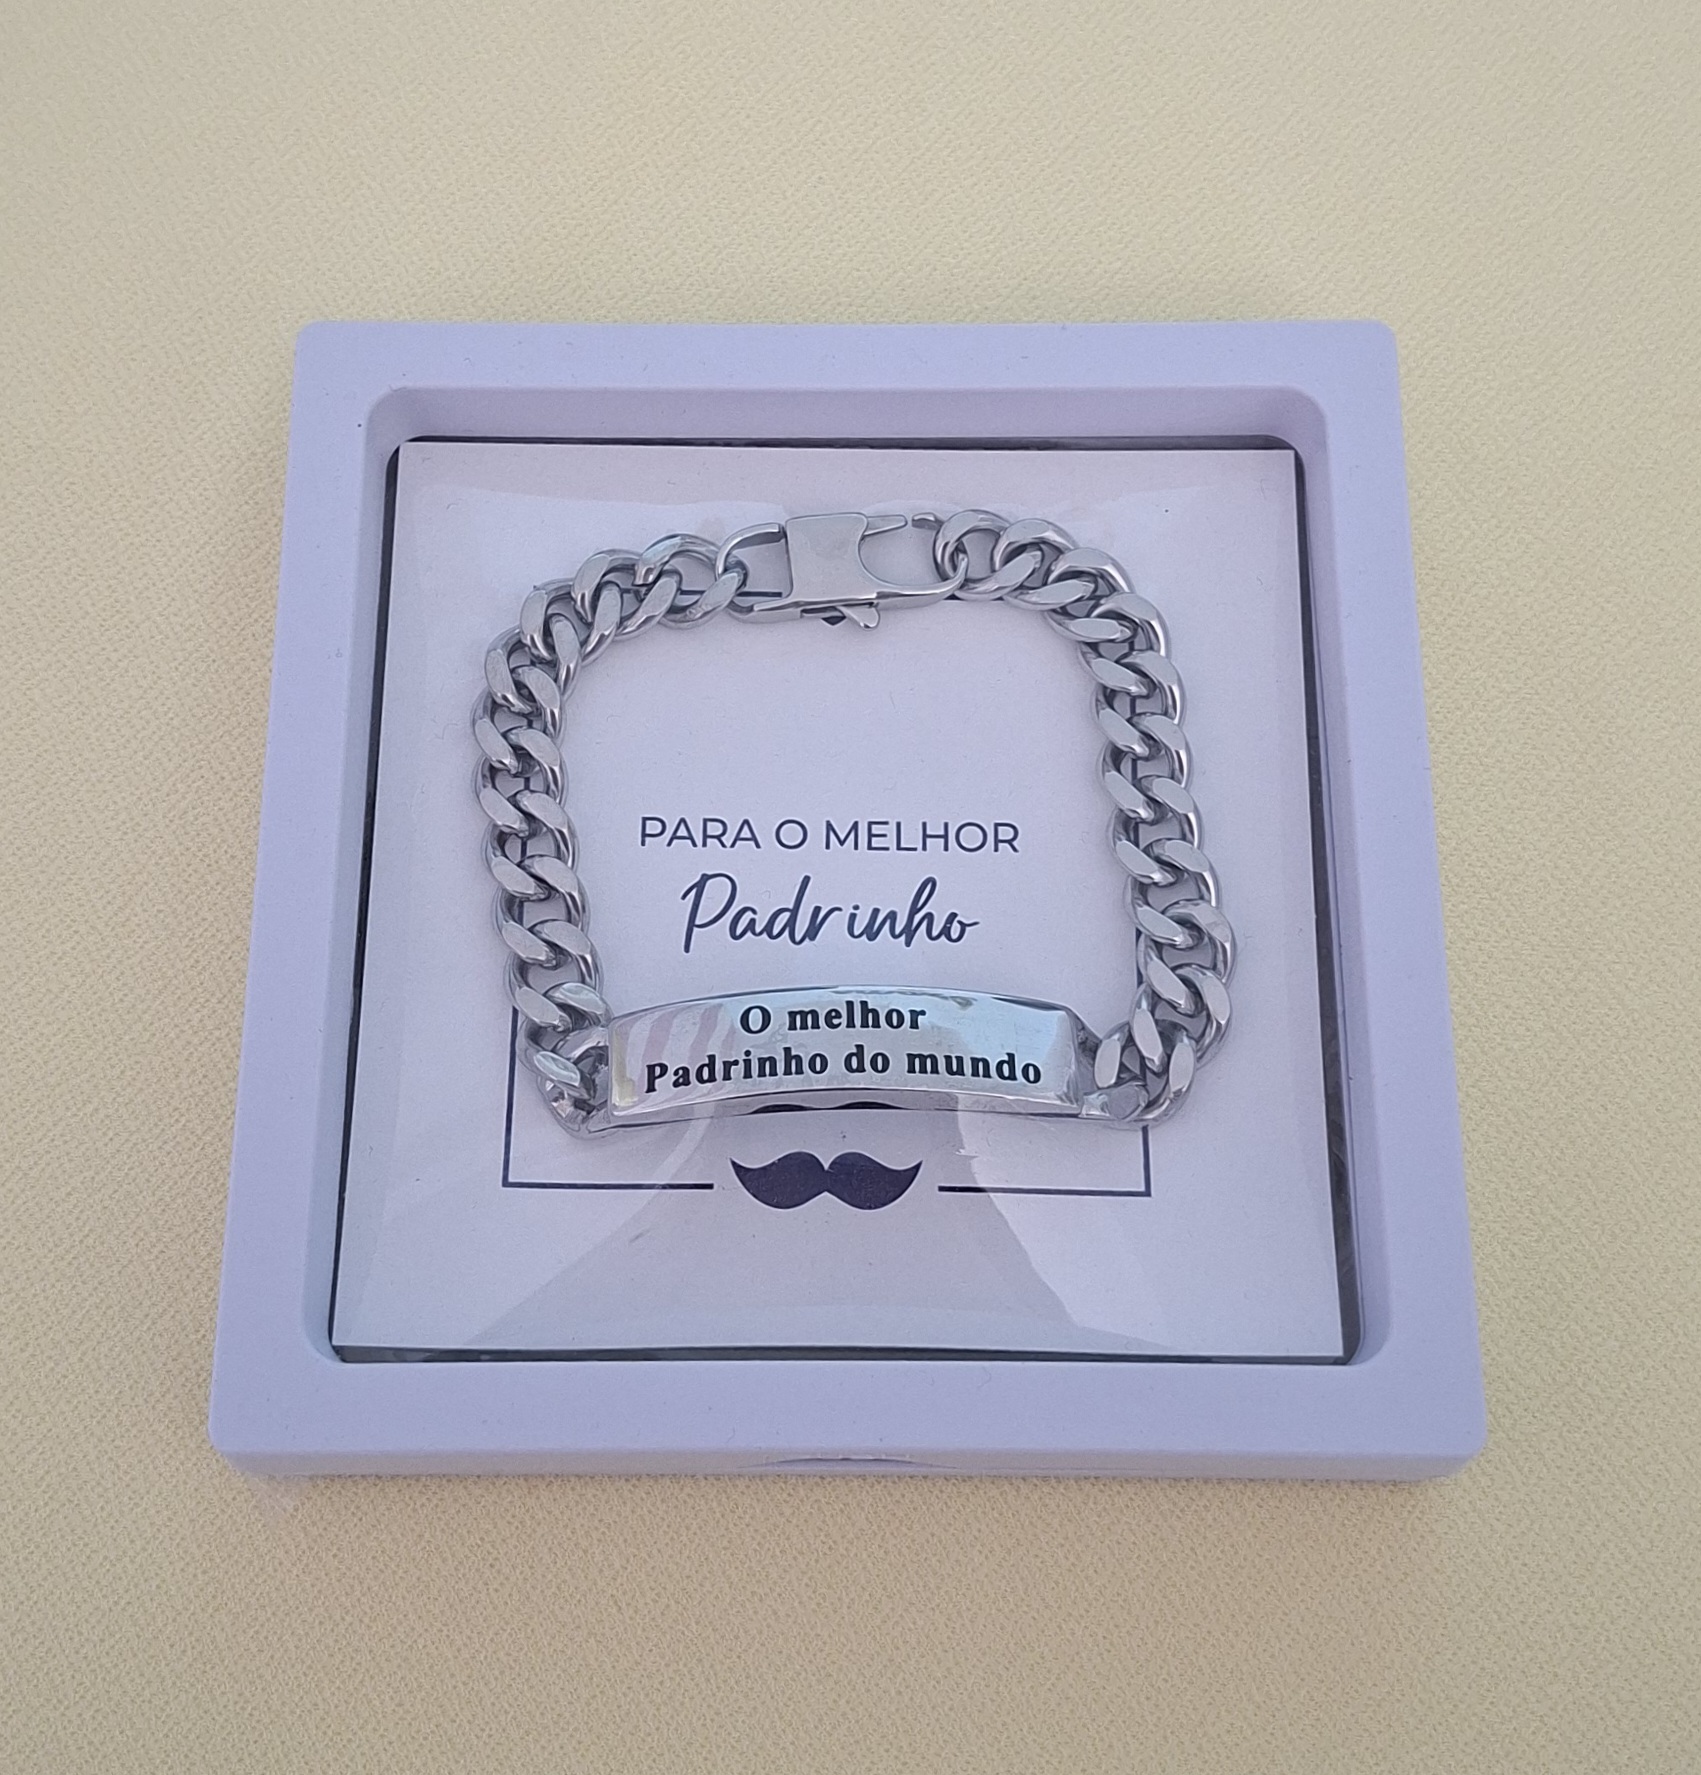 PARA O MELHOR
Padrinho
O melhor
Padrinho do mundo